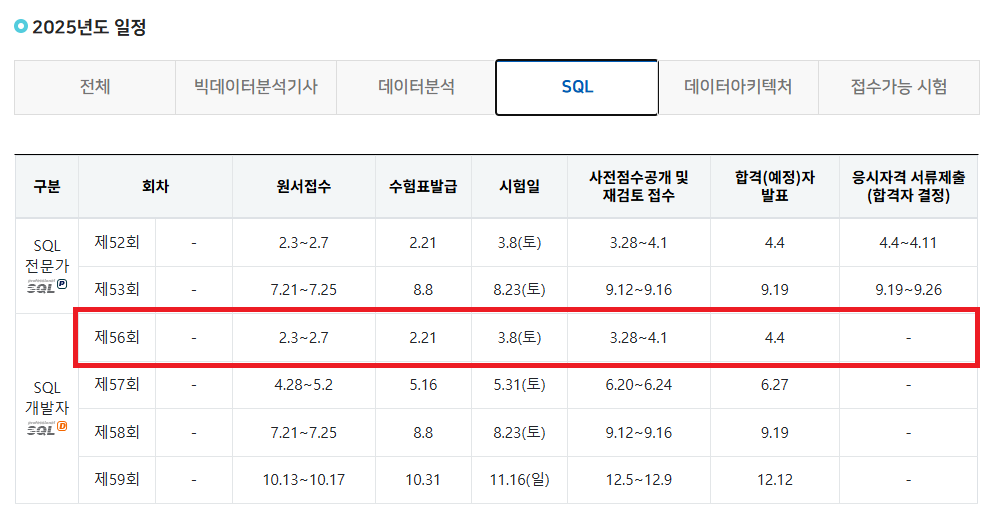 2025년도 일정
전체 빅데이터분석기사 데이터분석 SQL 데이터아키텍처 접수가능 시험
구분 회차 원서접수 수험표발급 시험일 사전점수공개 및 재검토 접수 합격(예정)자 발표 응시자격 서류제출 (합격자 결정)
SQL 전문가
professional SQL P
제52회 - 2.3~2.7 2.21 3.8(토) 3.28~4.1 4.4 4.4~4.11
제53회 - 7.21~7.25 8.8 8.23(토) 9.12~9.16 9.19 9.19~9.26
SQL 개발자
professional SQL D
제56회 - 2.3~2.7 2.21 3.8(토) 3.28~4.1 4.4 -
제57회 - 4.28~5.2 5.16 5.31(토) 6.20~6.24 6.27 -
제58회 - 7.21~7.25 8.8 8.23(토) 9.12~9.16 9.19 -
제59회 - 10.13~10.17 10.31 11.16(일) 12.5~12.9 12.12 -